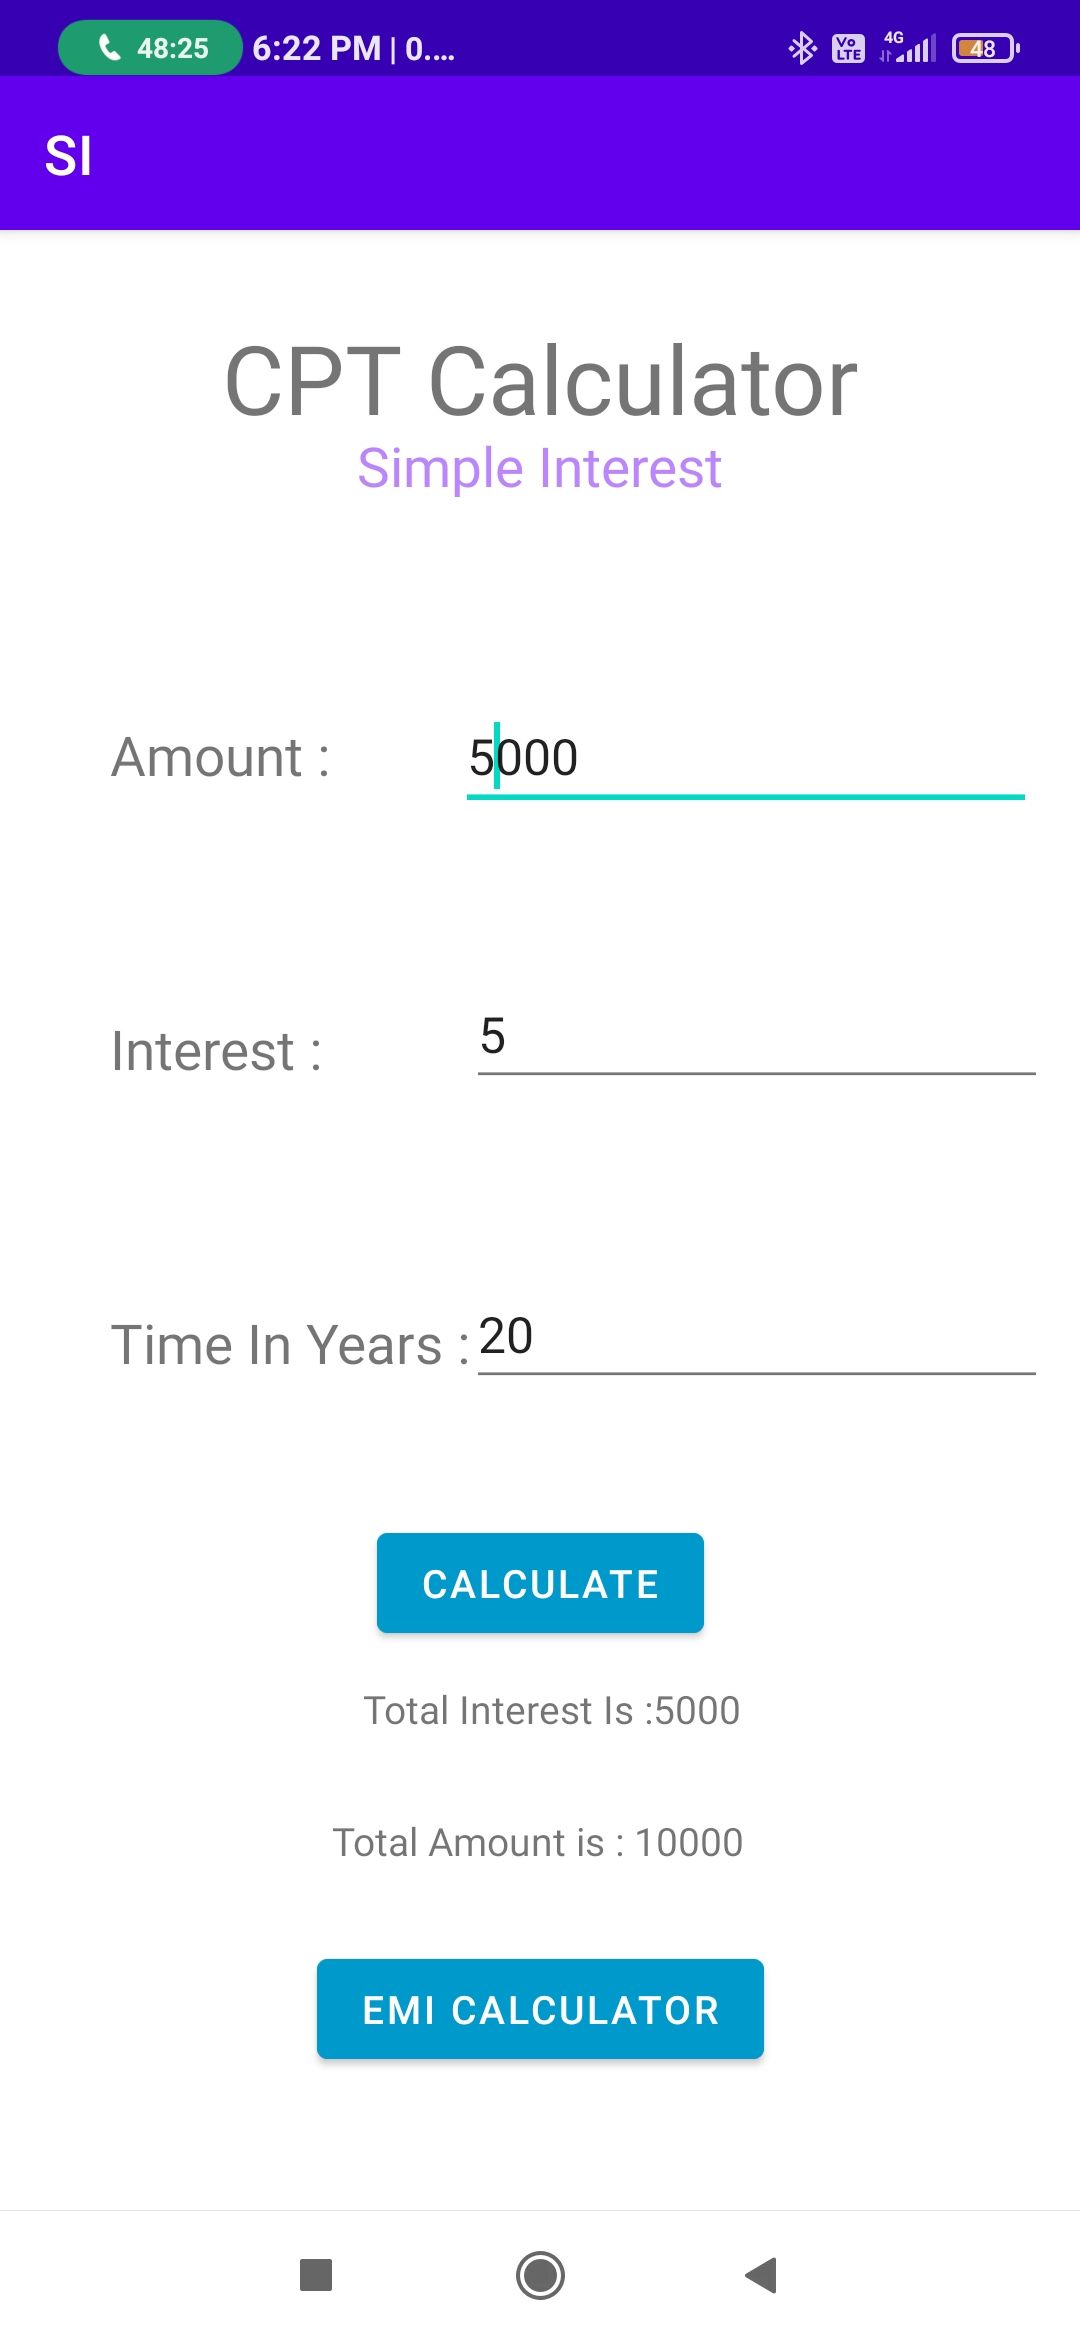 48:25 6:22 PM | 0.... Vo LTE 4G 48
SI
CPT Calculator
Simple Interest
Amount : 5000
Interest : 5
Time In Years : 20
CALCULATE
Total Interest Is :5000
Total Amount is : 10000
EMI CALCULATOR